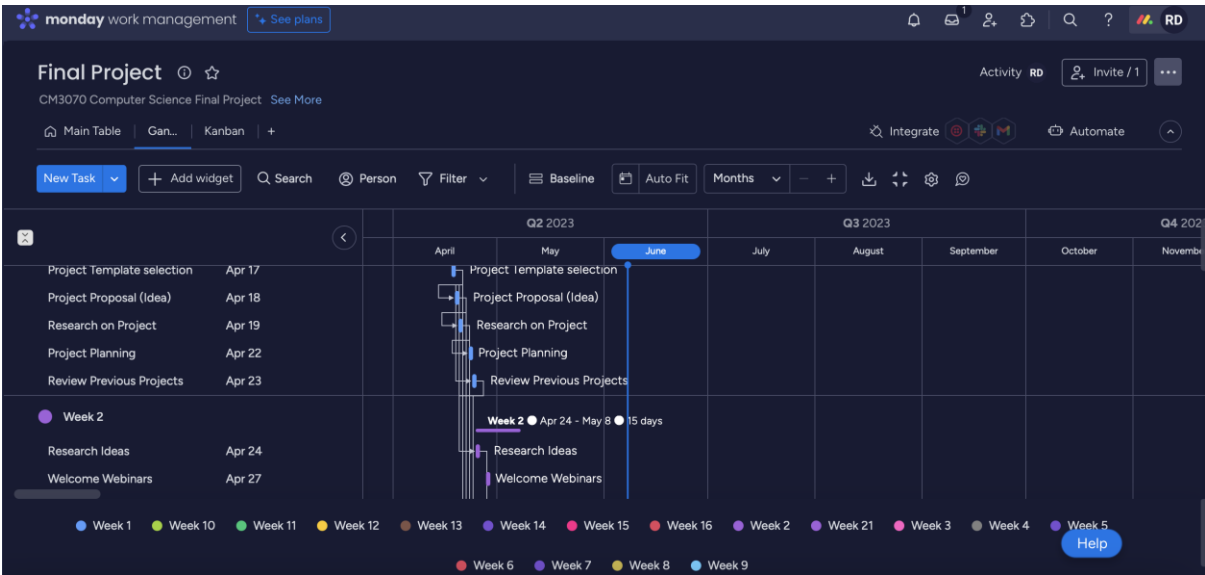 monday work management See plans 1 ? RD
Final Project
Activity RD Invite / 1
CM3070 Computer Science Final Project See More
Main Table Gan... Kanban + Integrate Automate
New Task + Add widget Search Person Filter Baseline Auto Fit Months − +
Q2 2023 Q3 2023 Q4 202
April May June July August September October Novembe
Project Template selection Apr 17 Project Template selection
Project Proposal (Idea) Apr 18 Project Proposal (Idea)
Research on Project Apr 19 Research on Project
Project Planning Apr 22 Project Planning
Review Previous Projects Apr 23 Review Previous Projects
Week 2 Week 2 ● Apr 24 - May 8 ● 15 days
Research Ideas Apr 24 Research Ideas
Welcome Webinars Apr 27 Welcome Webinars
Week 1 Week 10 Week 11 Week 12 Week 13 Week 14 Week 15 Week 16 Week 2 Week 21 Week 3 Week 4 Week 5
Help
Week 6 Week 7 Week 8 Week 9